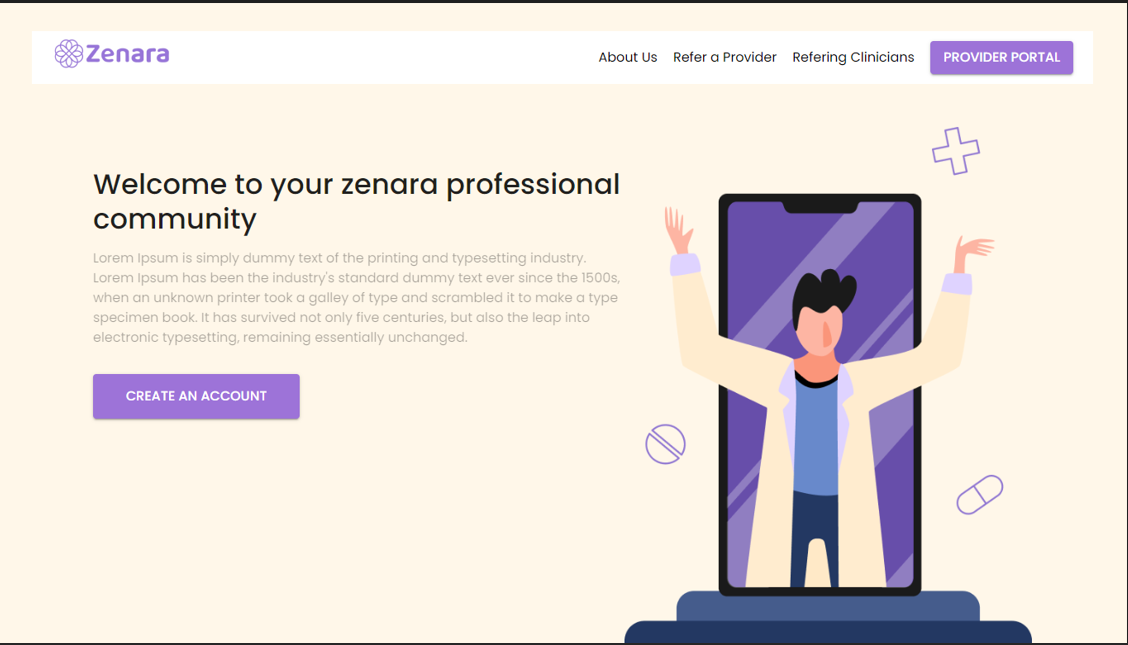 Zenara
About Us Refer a Provider Refering Clinicians PROVIDER PORTAL
Welcome to your zenara professional
community
Lorem Ipsum is simply dummy text of the printing and typesetting industry.
Lorem Ipsum has been the industry's standard dummy text ever since the 1500s,
when an unknown printer took a galley of type and scrambled it to make a type
specimen book. It has survived not only five centuries, but also the leap into
electronic typesetting, remaining essentially unchanged.
CREATE AN ACCOUNT